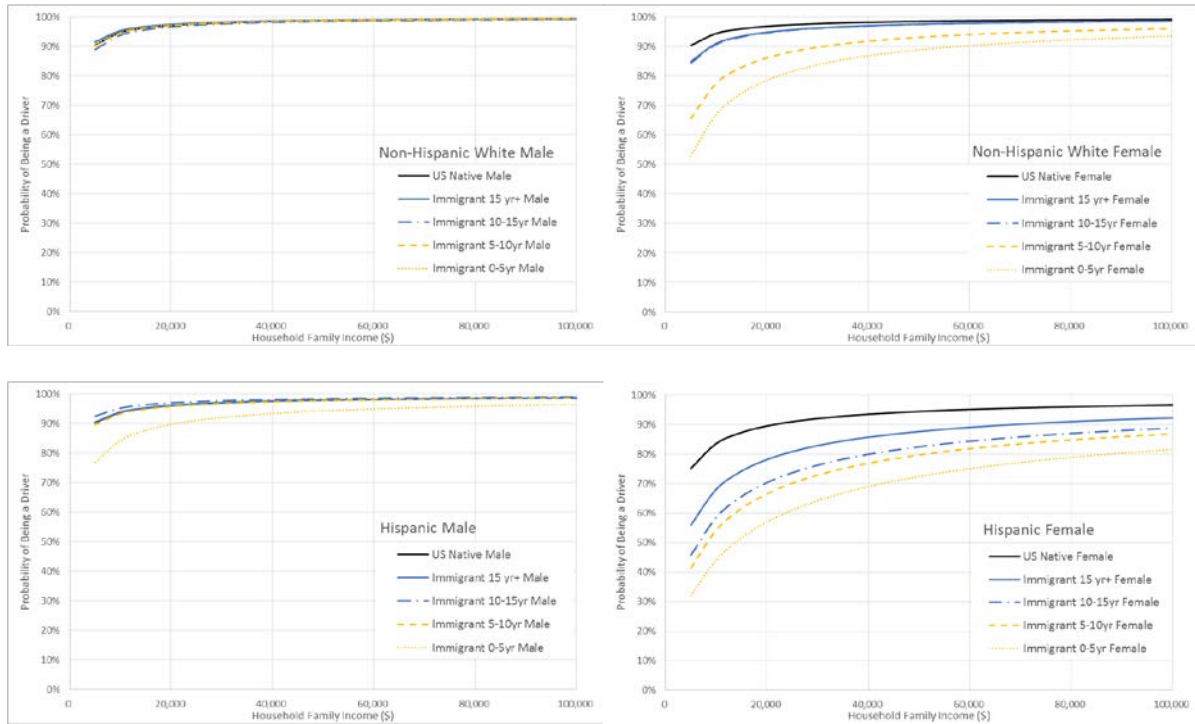 100%
90%
80%
70%
60%
50%
40%
30%
20%
10%
0%
Probability of Being a Driver
Non-Hispanic White Male
US Native Male
Immigrant 15 yr+ Male
Immigrant 10-15yr Male
Immigrant 5-10yr Male
Immigrant 0-5yr Male
0 20,000 40,000 60,000 80,000 100,000
Household Family Income ($)
100%
90%
80%
70%
60%
50%
40%
30%
20%
10%
0%
Probability of Being a Driver
Non-Hispanic White Female
US Native Female
Immigrant 15 yr+ Female
Immigrant 10-15yr Female
Immigrant 5-10yr Female
Immigrant 0-5yr Female
0 20,000 40,000 60,000 80,000 100,000
Household Family Income ($)
100%
90%
80%
70%
60%
50%
40%
30%
20%
10%
0%
Probability of Being a Driver
Hispanic Male
US Native Male
Immigrant 15 yr+ Male
Immigrant 10-15yr Male
Immigrant 5-10yr Male
Immigrant 0-5yr Male
0 20,000 40,000 60,000 80,000 100,000
Household Family Income ($)
100%
90%
80%
70%
60%
50%
40%
30%
20%
10%
0%
Probability of Being a Driver
Hispanic Female
US Native Female
Immigrant 15 yr+ Female
Immigrant 10-15yr Female
Immigrant 5-10yr Female
Immigrant 0-5yr Female
0 20,000 40,000 60,000 80,000 100,000
Household Family Income ($)